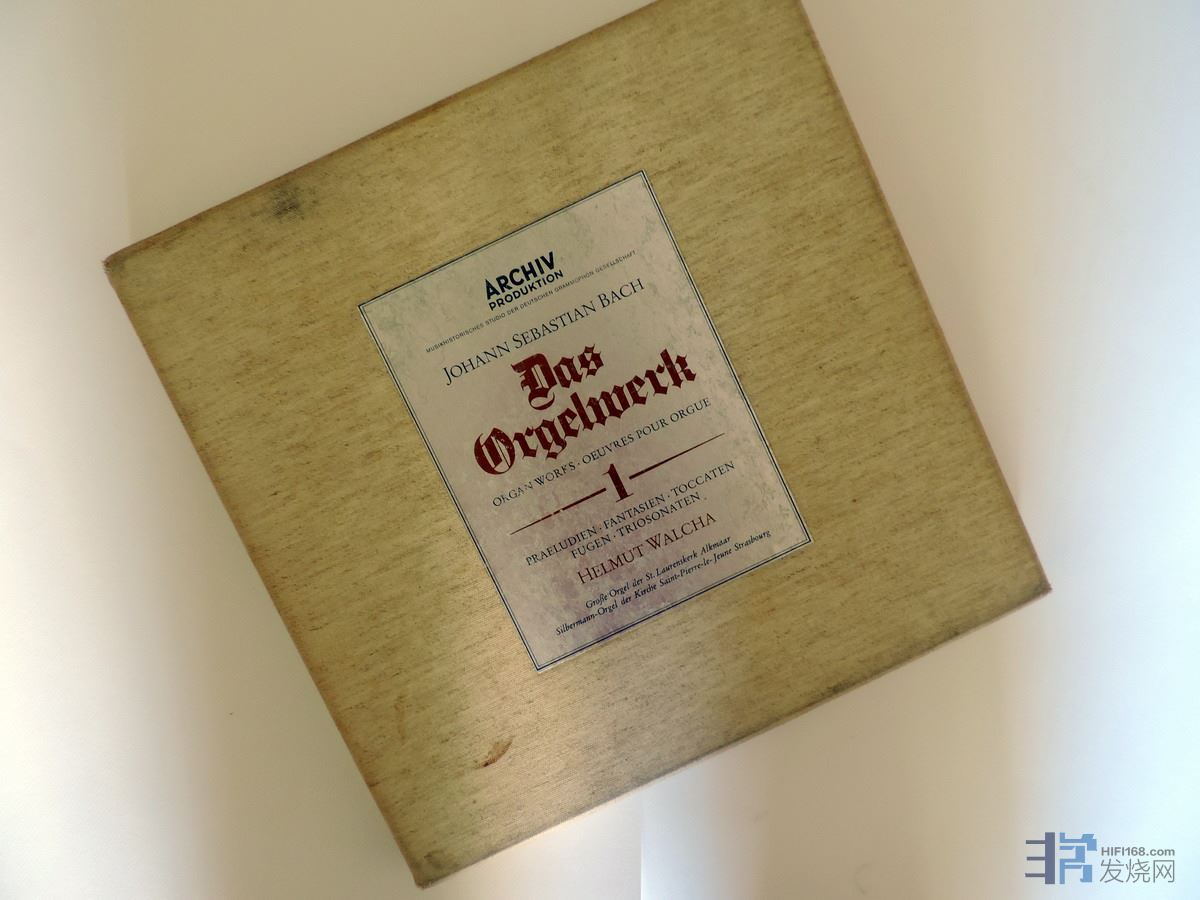 ARCHIV
PRODUKTION
MUSIKHISTORISCHES STUDIO DER DEUTSCHEN GRAMMOPHON GESELLSCHAFT
JOHANN SEBASTIAN BACH
Das
Orgelwerk
ORGAN WORKS · OEUVRES POUR ORGUE
1
PRAELUDIEN · FANTASIEN · TOCCATEN
FUGEN · TRIOSONATEN
HELMUT WALCHA
Große Orgel der St. Laurenskerk Alkmaar
Silbermann-Orgel der Kirche Saint-Pierre-le-Jeune Strasbourg
HIFI168.com
发烧网